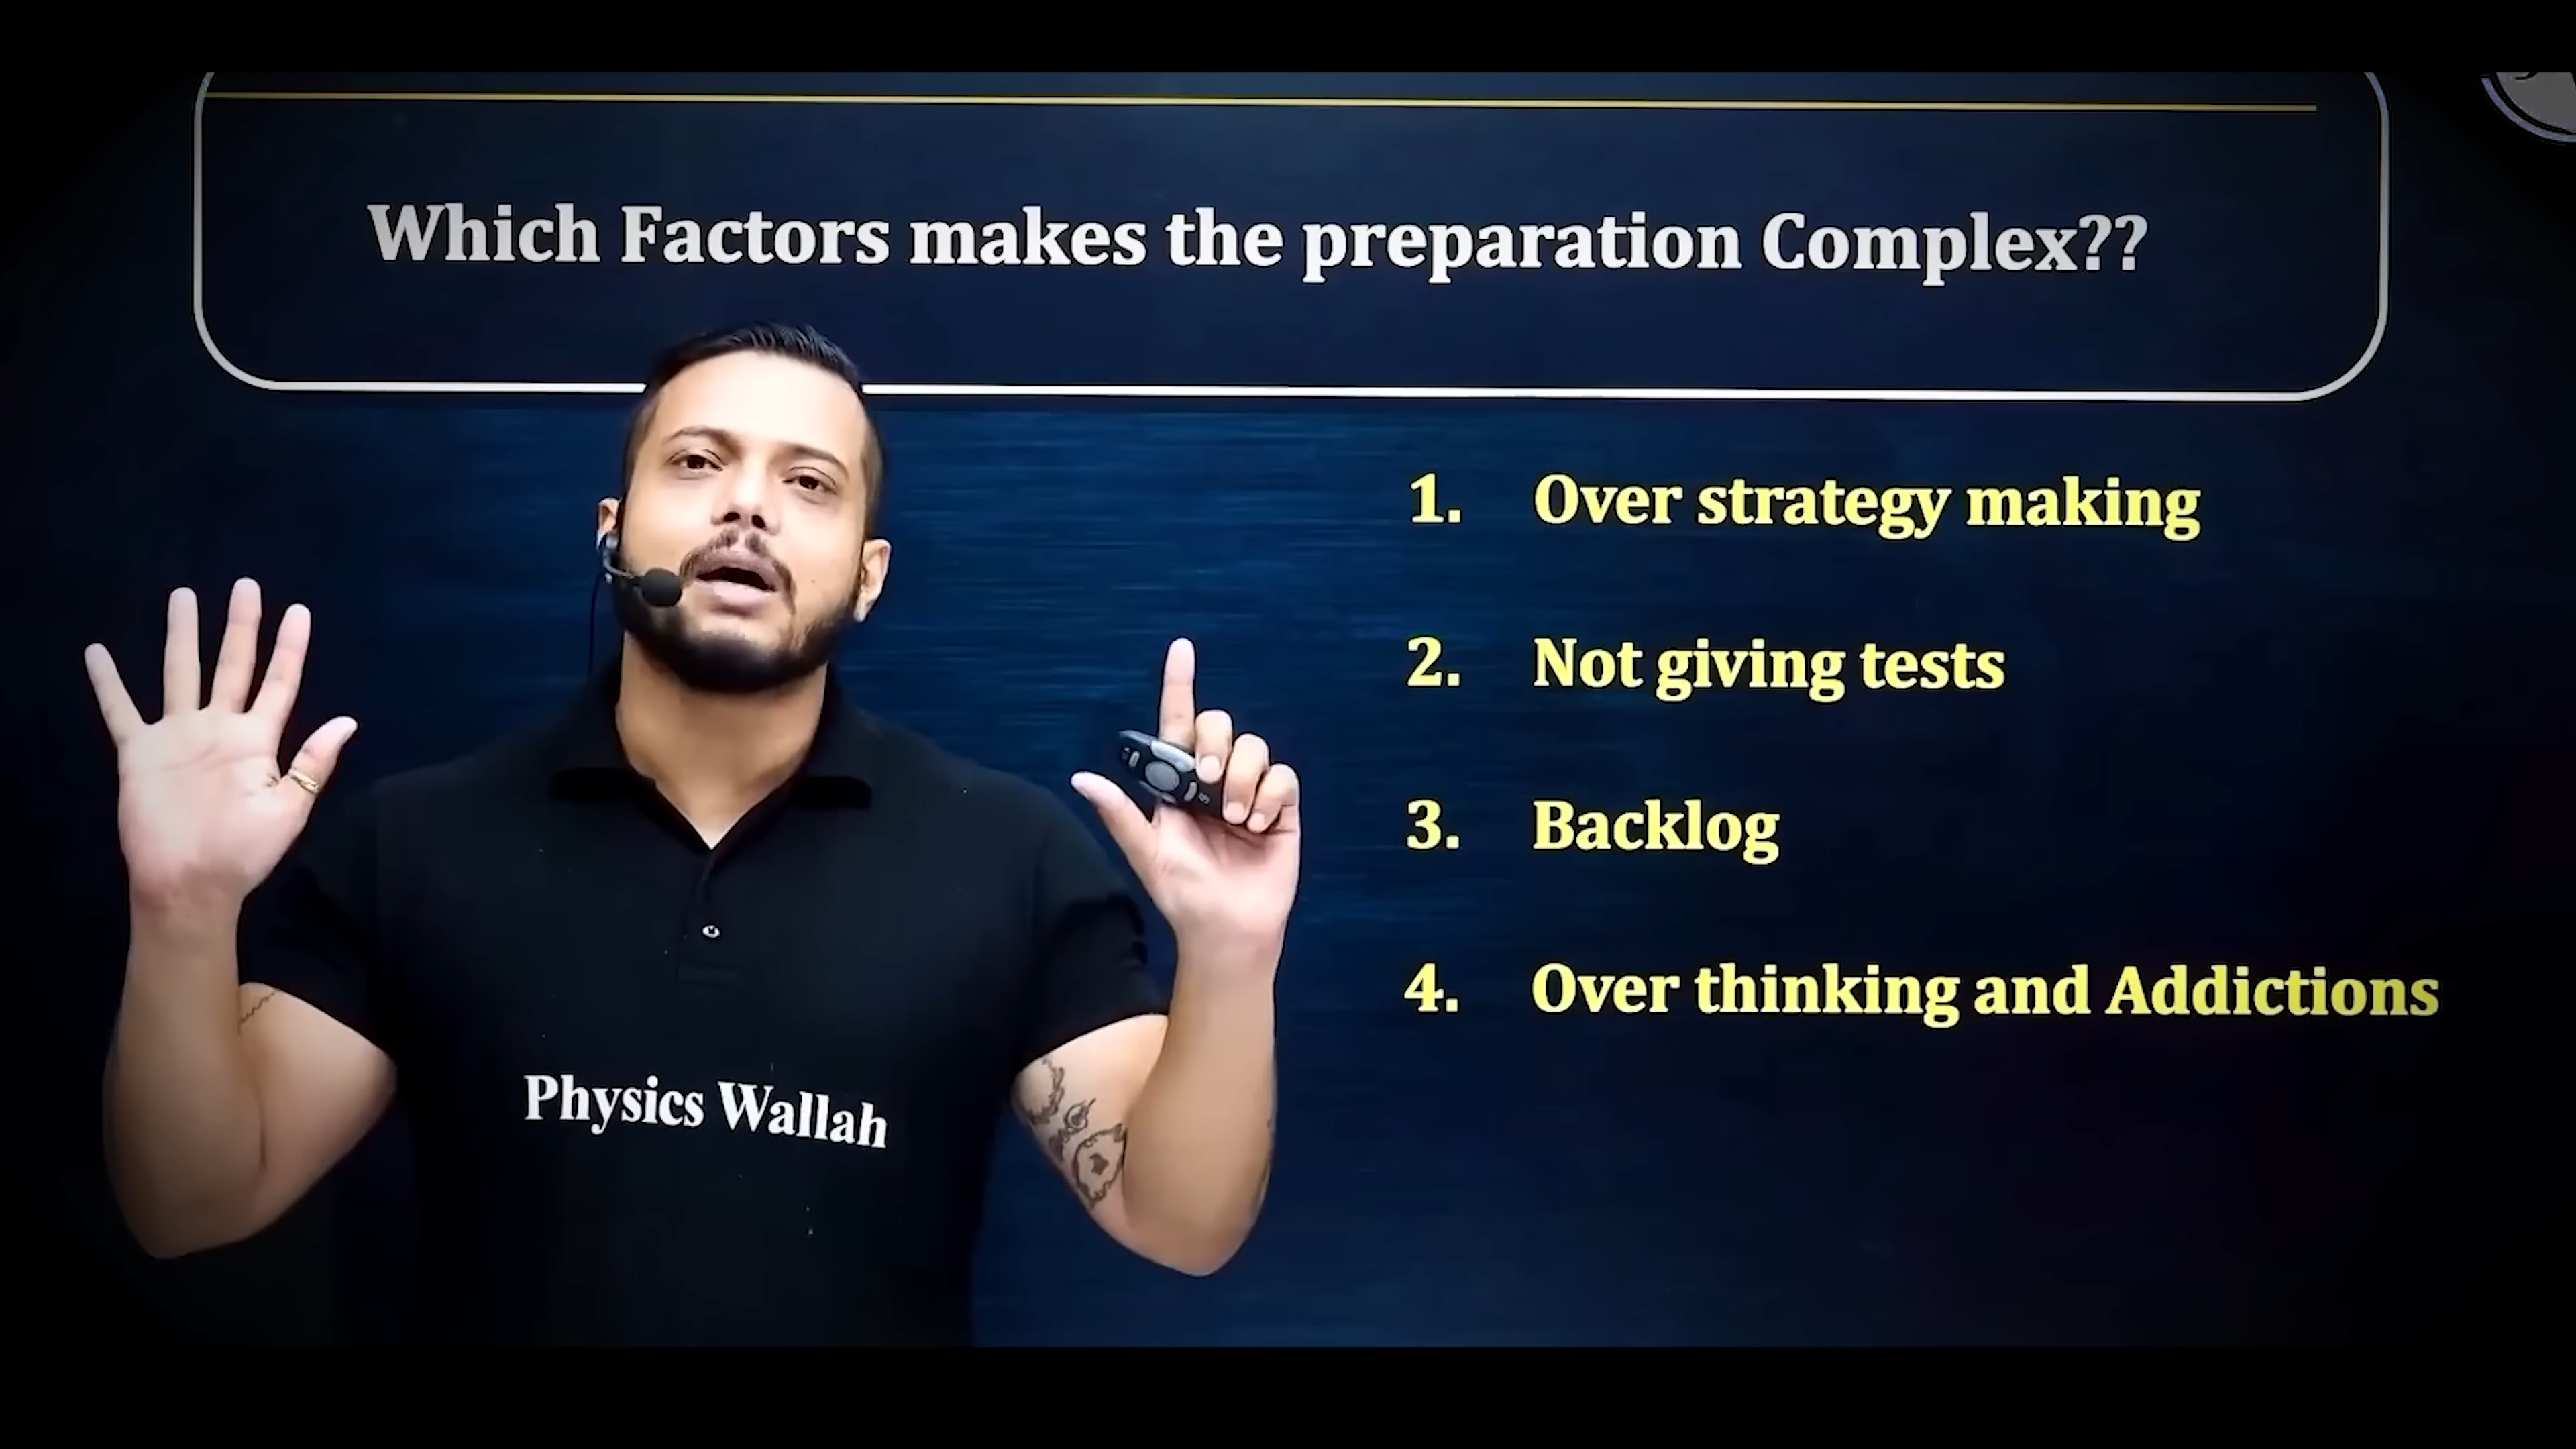 Which Factors makes the preparation Complex??
1. Over strategy making
2. Not giving tests
3. Backlog
4. Over thinking and Addictions
Physics Wallah